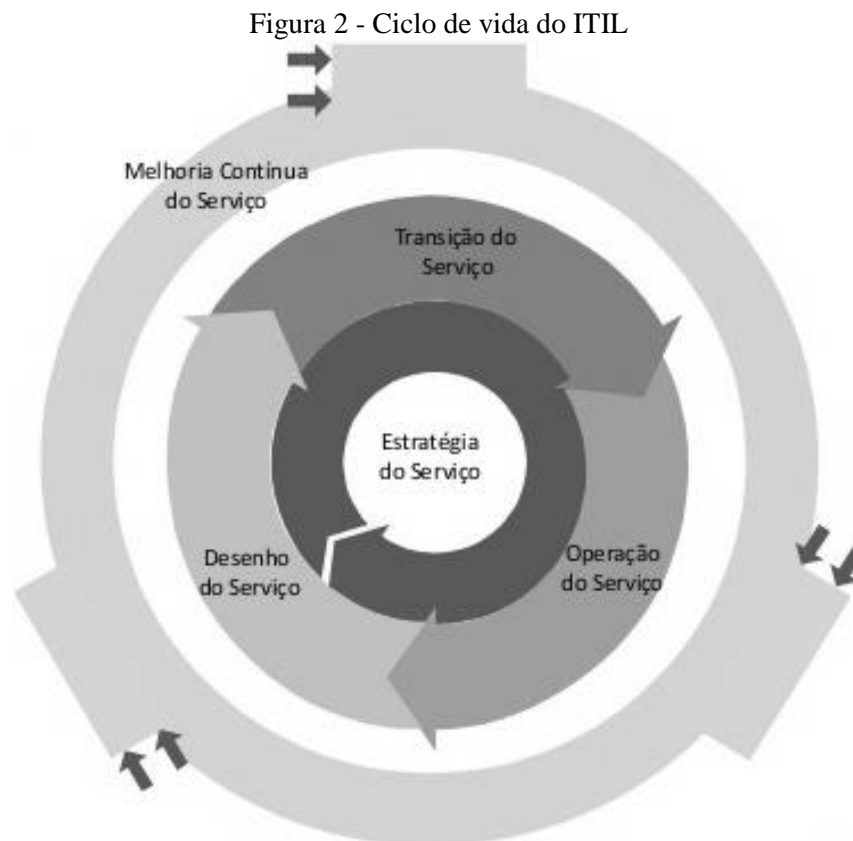 Figura 2 - Ciclo de vida do ITIL
Melhoria Contínua
do Serviço
Transição do
Serviço
Estratégia
do Serviço
Desenho
do Serviço
Operação
do Serviço